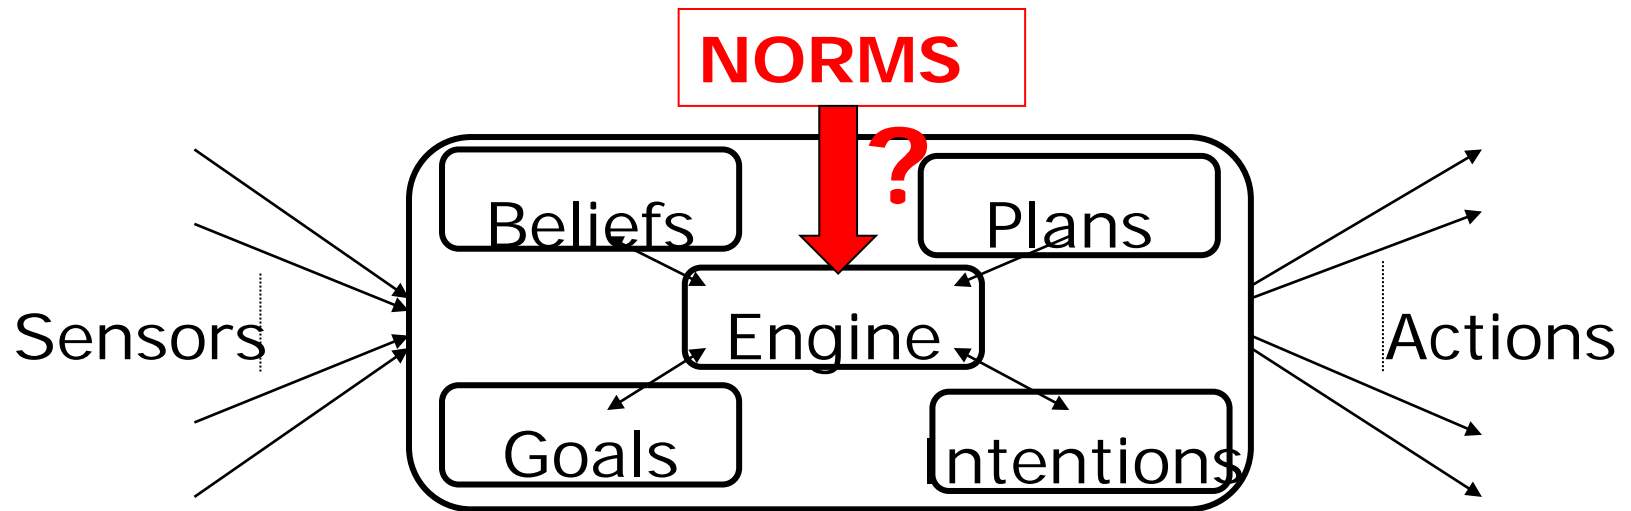 NORMS
?
Beliefs
Plans
Sensors
Engine
Actions
Goals
Intentions